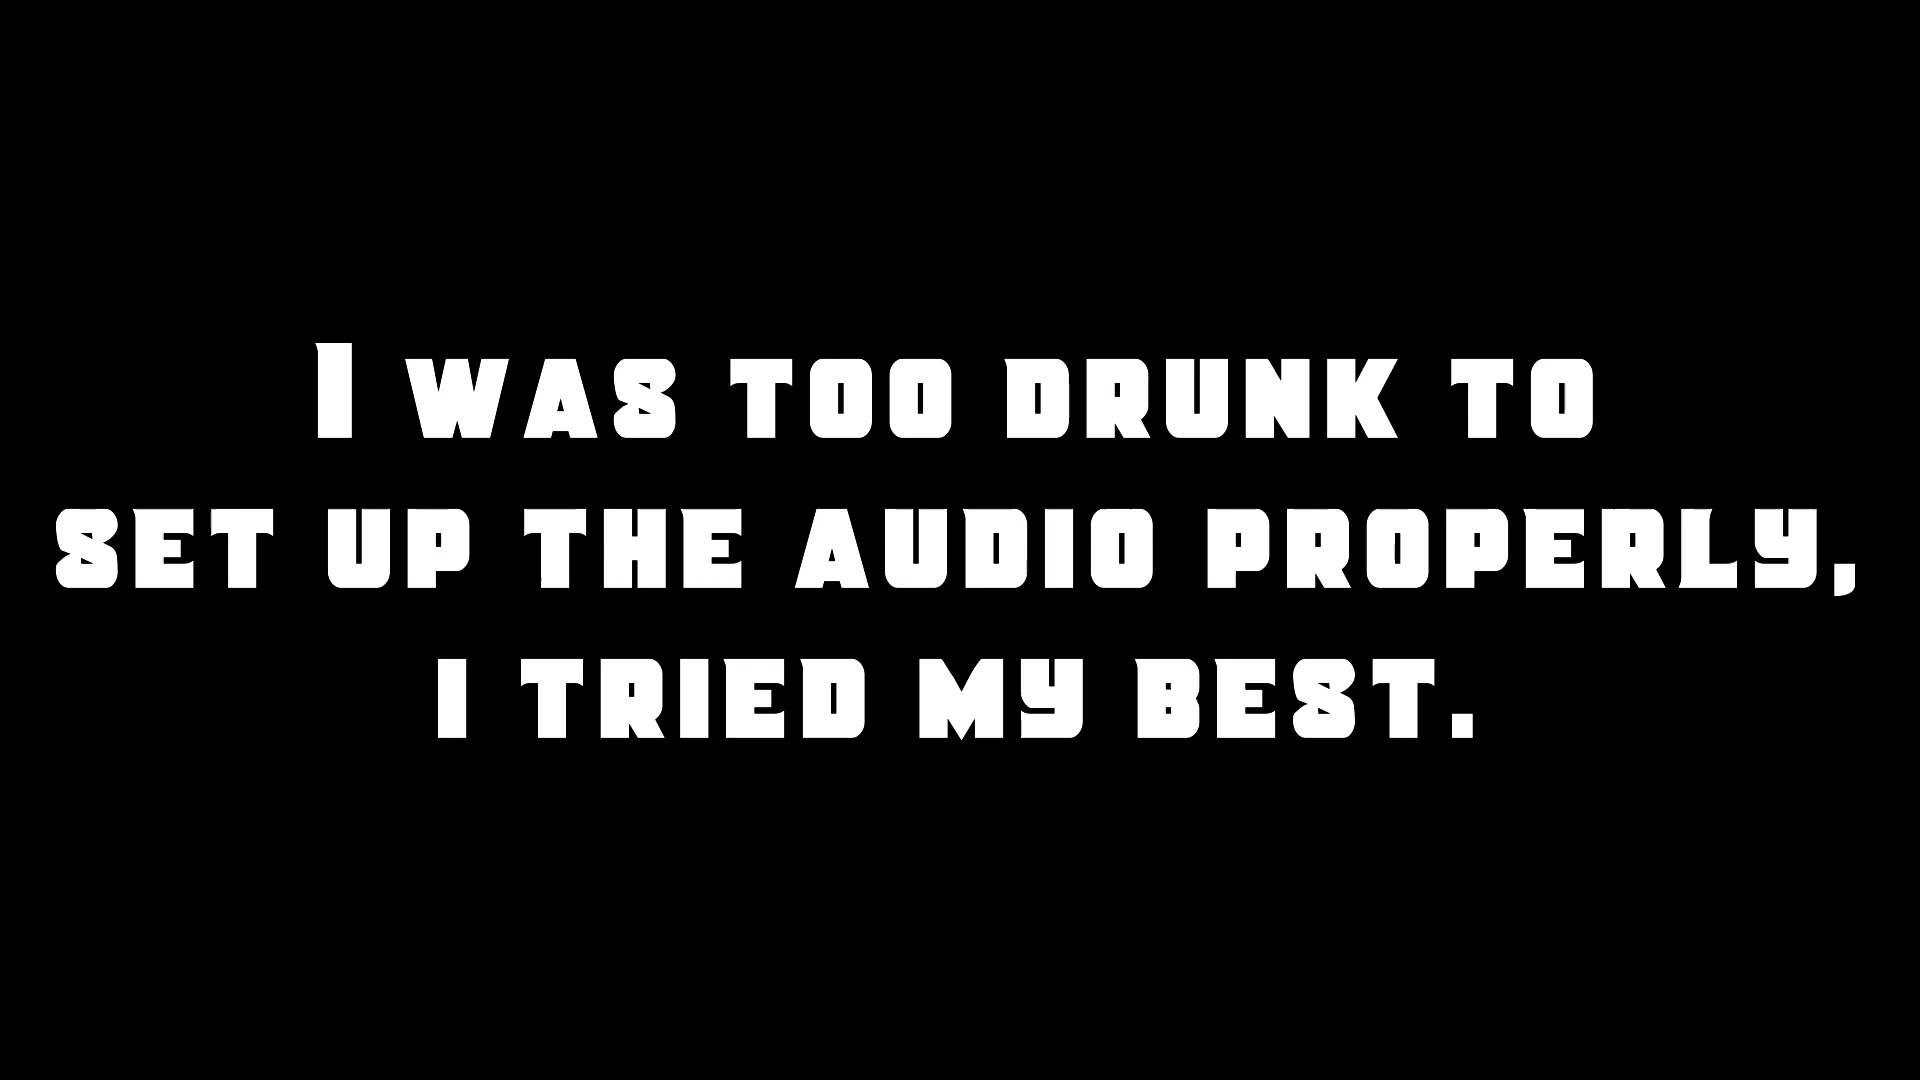 I was too drunk to
set up the audio properly,
i tried my best.